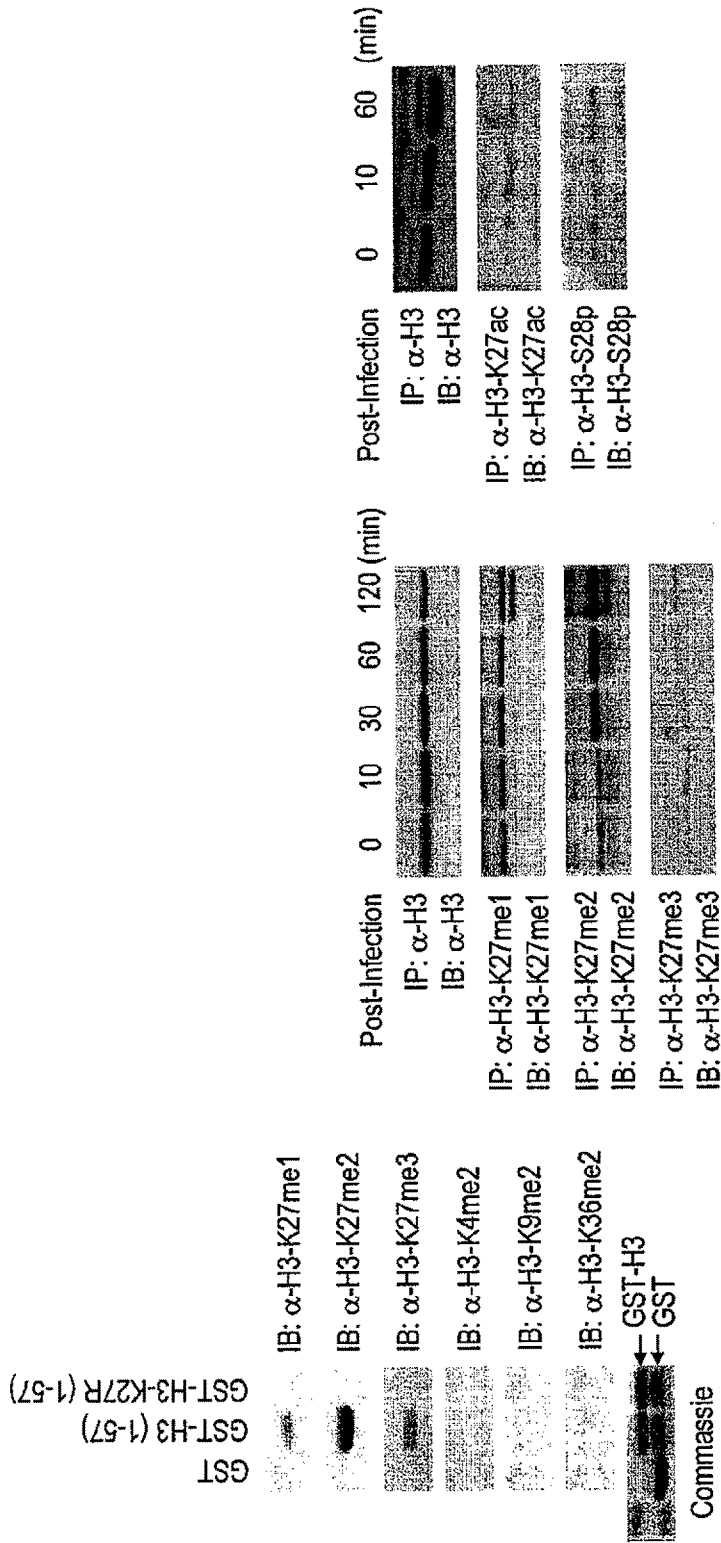 GST
GST-H3 (1-57)
GST-H3-K27R (1-57)
IB: α-H3-K27me1
IB: α-H3-K27me2
IB: α-H3-K27me3
IB: α-H3-K4me2
IB: α-H3-K9me2
IB: α-H3-K36me2
GST-H3
GST
Commassie
Post-Infection 0 10 30 60 120 (min)
IP: α-H3
IB: α-H3
IP: α-H3-K27me1
IB: α-H3-K27me1
IP: α-H3-K27me2
IB: α-H3-K27me2
IP: α-H3-K27me3
IB: α-H3-K27me3
Post-Infection 0 10 60 (min)
IP: α-H3
IB: α-H3
IP: α-H3-K27ac
IB: α-H3-K27ac
IP: α-H3-S28p
IB: α-H3-S28p